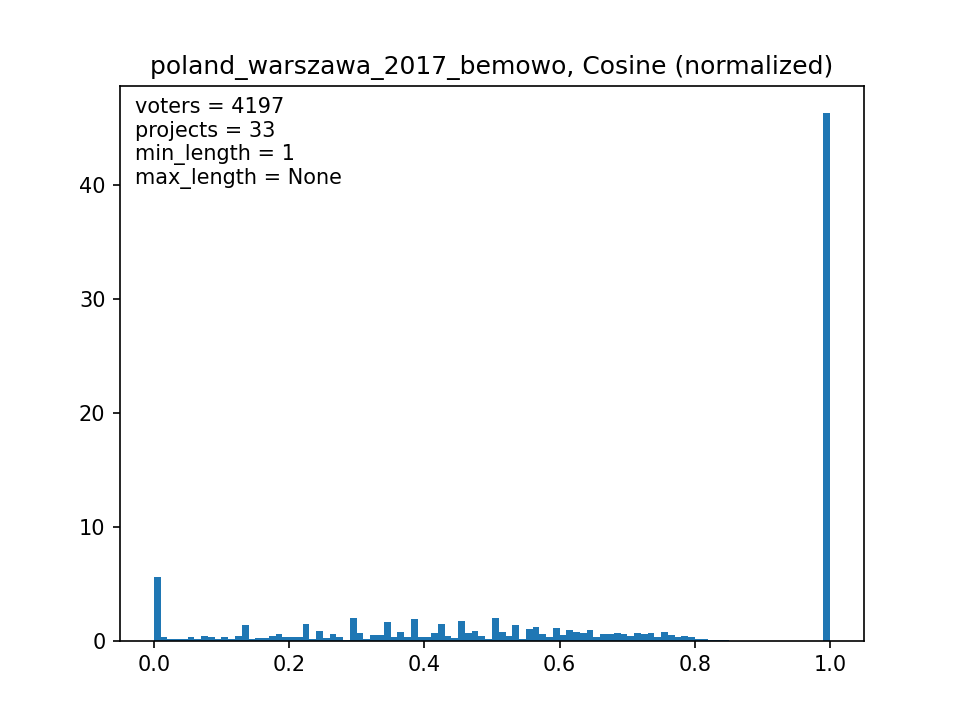 poland_warszawa_2017_bemowo, Cosine (normalized)
voters = 4197
projects = 33
min_length = 1
max_length = None
40
30
20
10
0
0.0 0.2 0.4 0.6 0.8 1.0